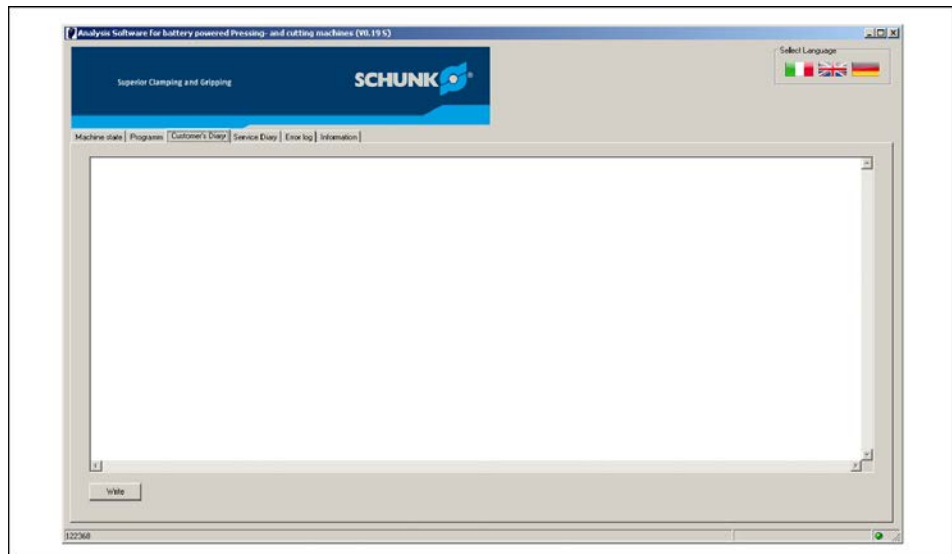 Analysis Software for battery powered Pressing- and cutting machines (V0.19 S)
Superior Clamping and Gripping
SCHUNK
Select Language
Machine state Programm Customer's Diary Service Diary Error log Information
Write
122368